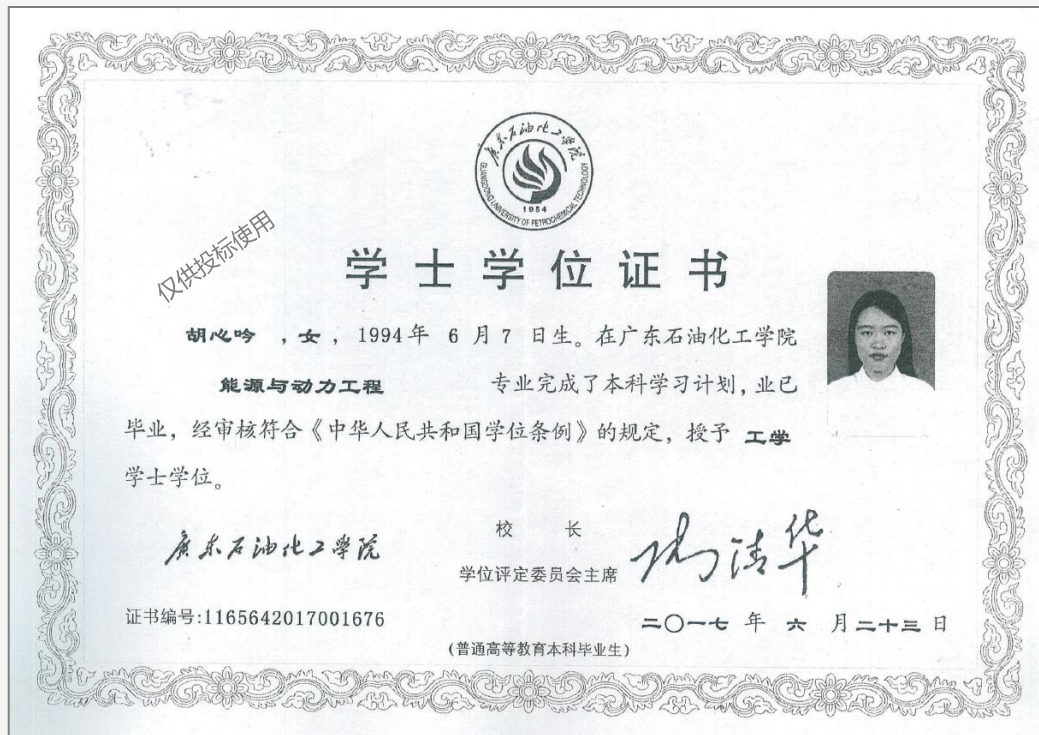 广东石油化工学院
GUANGDONG UNIVERSITY OF PETROCHEMICAL TECHNOLOGY
1954
仅供投标使用
学士学位证书
胡心吟 ,女,1994年 6 月 7 日生。在广东石油化工学院
能源与动力工程 专业完成了本科学习计划,业已
毕业,经审核符合《中华人民共和国学位条例》的规定,授予 工学
学士学位。
廣东石油化工学院
校 长
学位评定委员会主席
证书编号:1165642017001676
二〇一七 年 六 月二十三 日
(普通高等教育本科毕业生)